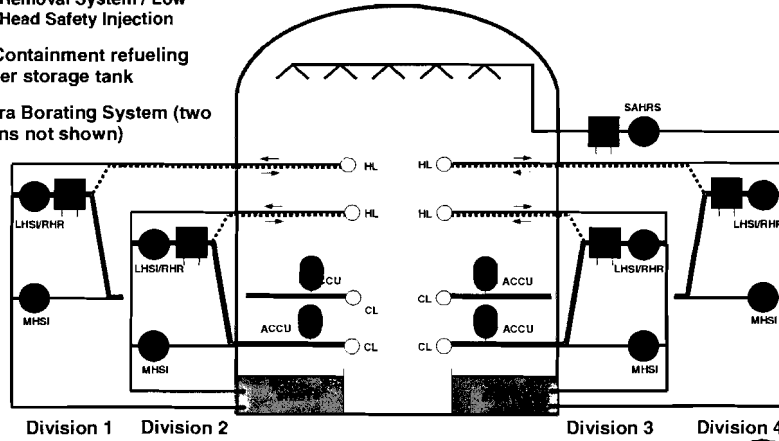 Removal System / Low
Head Safety Injection
Containment refueling
er storage tank
ra Borating System (two
ns not shown)
SAHRS
HL
HL
LHSI/RHR
LHSI/RHR
HL
HL
LHSI/RHR
LHSI/RHR
CCU
ACCU
CL
CL
MHSI
MHSI
ACCU
ACCU
CL
CL
MHSI
MHSI
Division 1
Division 2
Division 3
Division 4